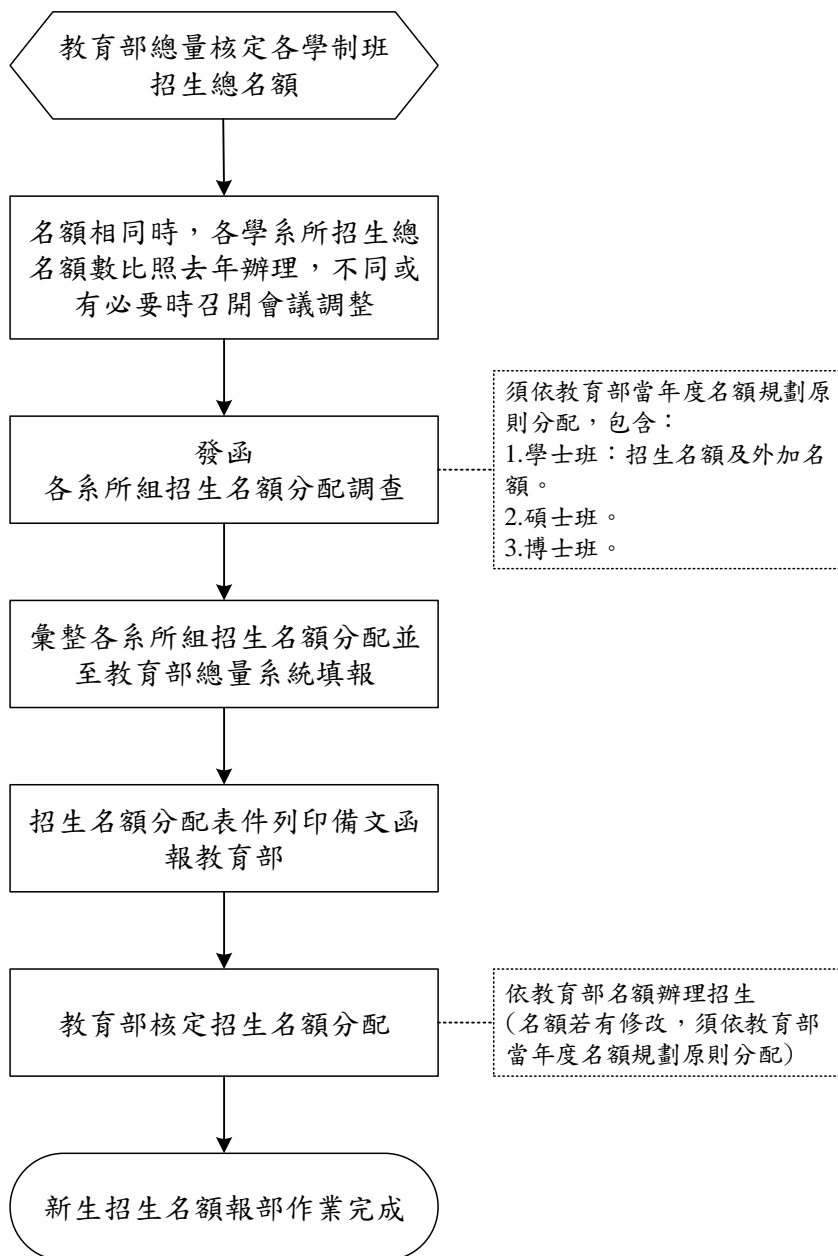 教育部總量核定各學制班
招生總名額
名額相同時，各學系所招生總
名額數比照去年辦理，不同或
有必要時召開會議調整
發函
各系所組招生名額分配調查
須依教育部當年度名額規劃原
則分配，包含：
1.學士班：招生名額及外加名
額。
2.碩士班。
3.博士班。
彙整各系所組招生名額分配並
至教育部總量系統填報
招生名額分配表件列印備文函
報教育部
教育部核定招生名額分配
依教育部名額辦理招生
(名額若有修改，須依教育部
當年度名額規劃原則分配)
新生招生名額報部作業完成